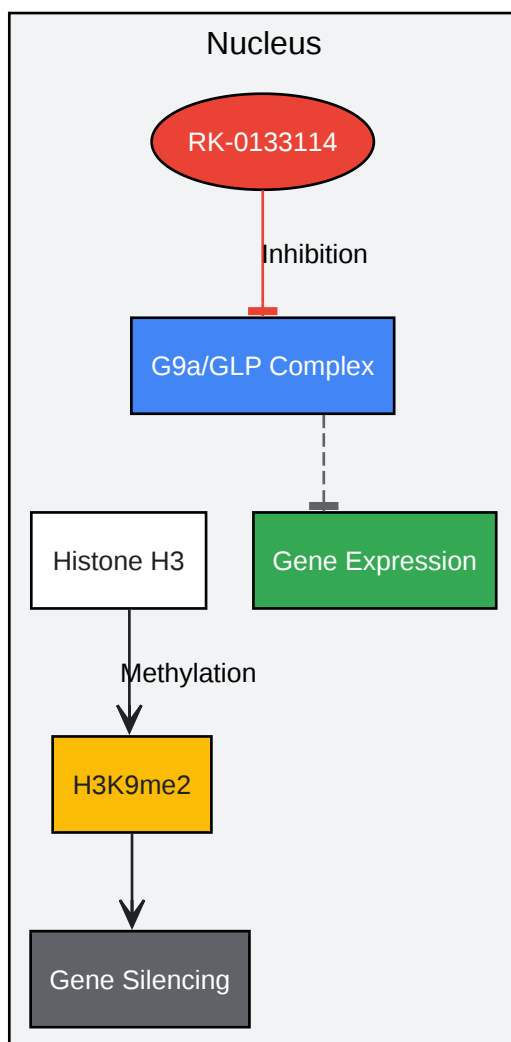 Nucleus
RK-0133114
Inhibition
G9a/GLP Complex
Histone H3
Gene Expression
Methylation
H3K9me2
Gene Silencing